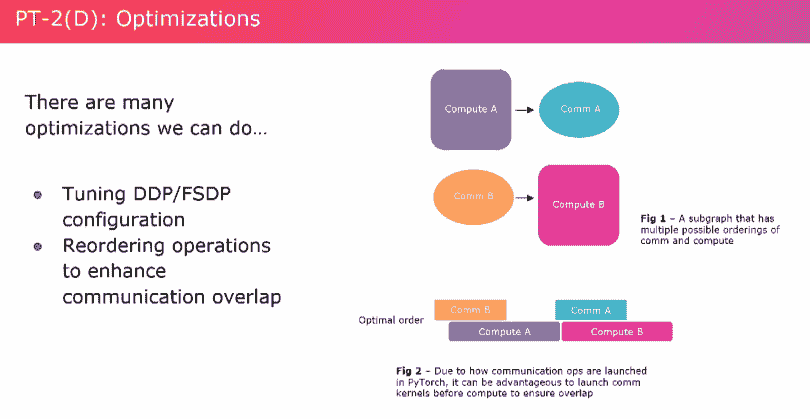 PT-2(D): Optimizations
There are many
optimizations we can do…
Tuning DDP/FSDP
configuration
Reordering operations
to enhance
communication overlap
Compute A
Comm A
Comm B
Compute B
Fig 1 – A subgraph that has
multiple possible orderings of
comm and compute
Optimal order
Comm B
Comm A
Compute A
Compute B
Fig 2 – Due to how communication ops are launched
in PyTorch, it can be advantageous to launch comm
kernels before compute to ensure overlap